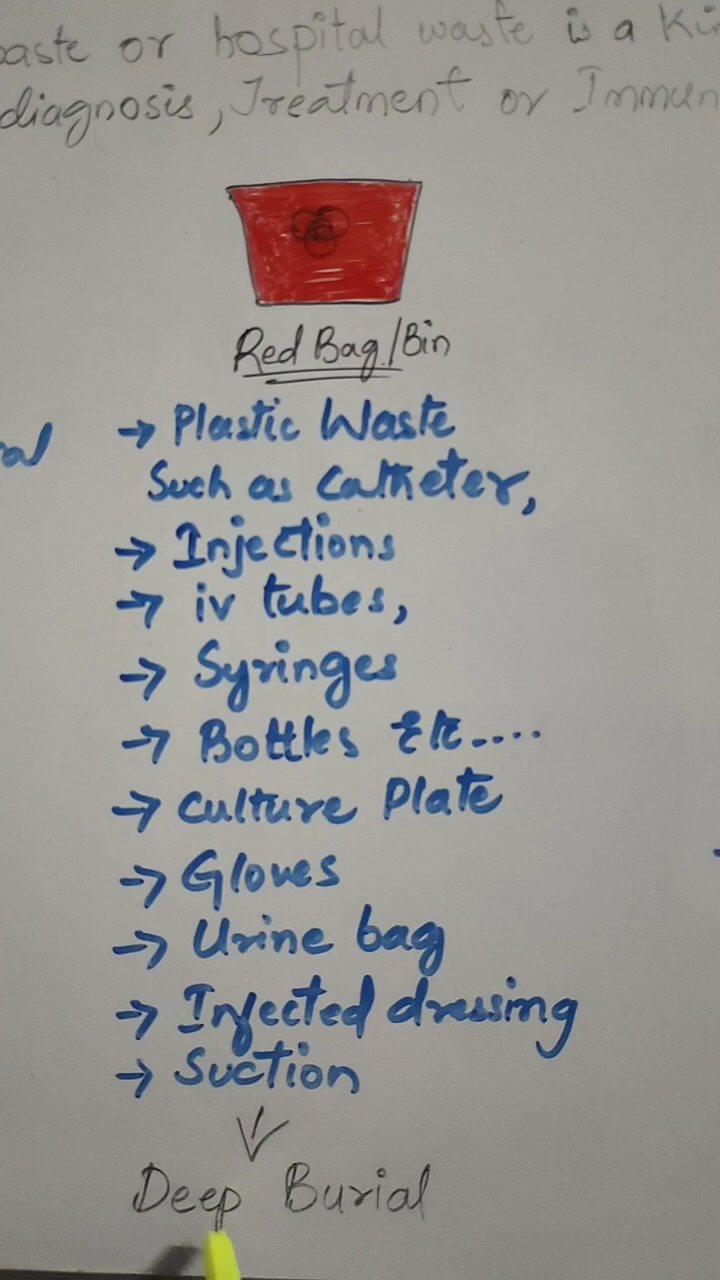 waste or hospital waste is a Ki
diagnosis, Treatment or Immun
Red Bag/Bin
al
→ Plastic Waste
Such as Catheter,
→ Injections
→ iv tubes,
→ Syringes
→ Bottles etc....
→ Culture Plate
→ Gloves
→ Urine bag
→ Infected dressing
→ Suction
Deep Burial